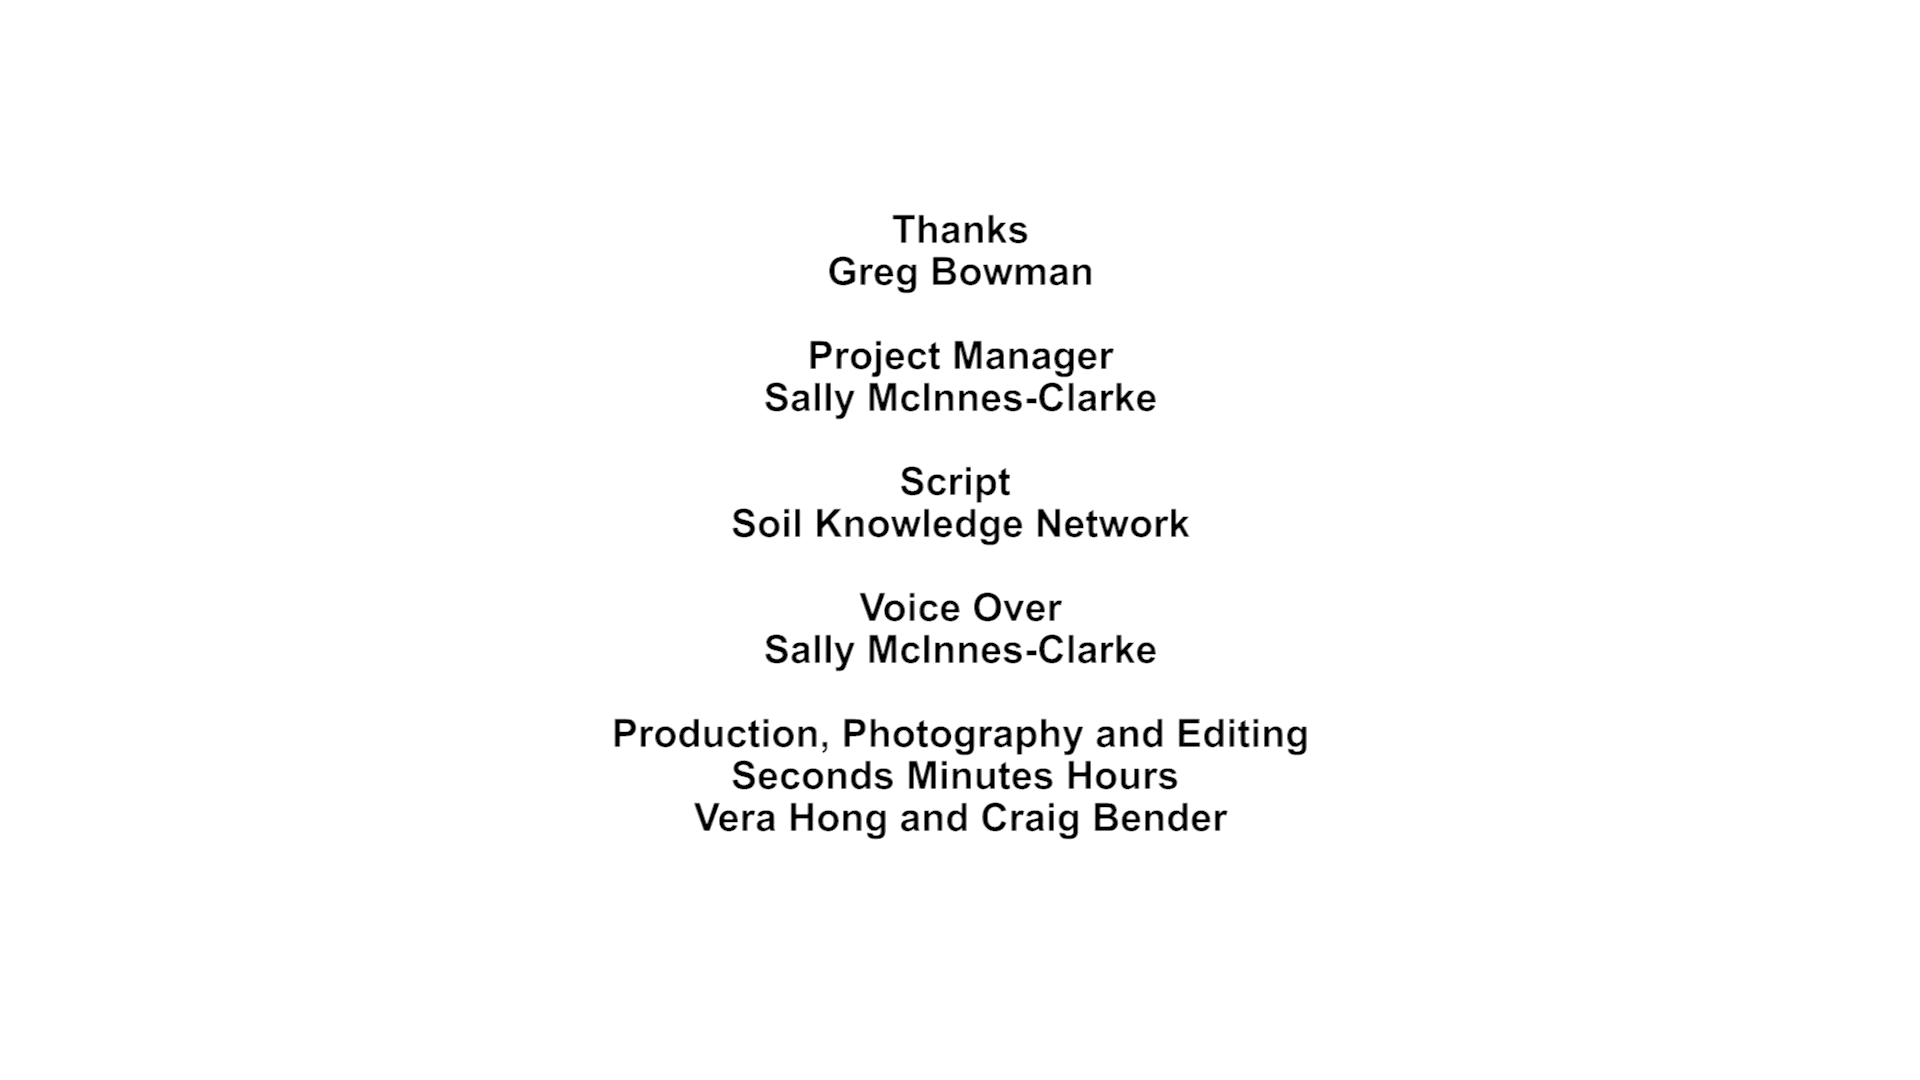 Thanks
Greg Bowman
Project Manager
Sally McInnes-Clarke
Script
Soil Knowledge Network
Voice Over
Sally McInnes-Clarke
Production, Photography and Editing
Seconds Minutes Hours
Vera Hong and Craig Bender